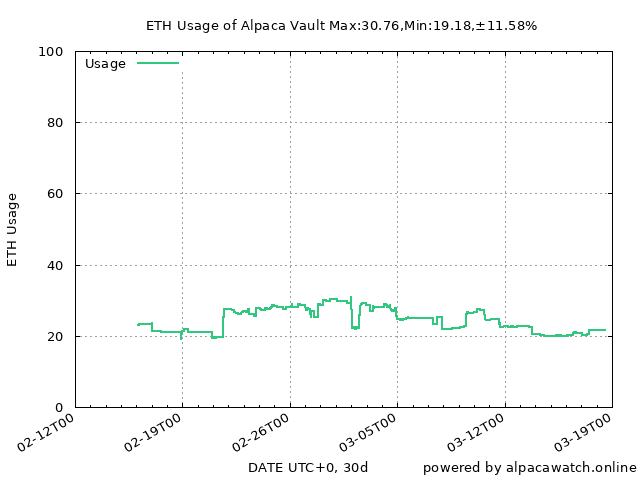 ETH Usage of Alpaca Vault Max:30.76,Min:19.18,±11.58%
100
Usage
80
60
ETH Usage
40
20
0
02-12T00
02-19T00
02-26T00
03-05T00
03-12T00
03-19T00
DATE UTC+0, 30d
powered by alpacawatch.online